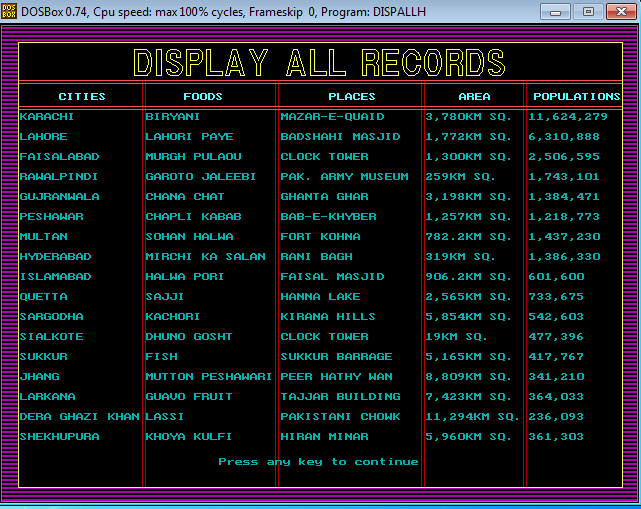 DOS BOX DOSBox 0.74, Cpu speed: max 100% cycles, Frameskip 0, Program: DISPALLH
DISPLAY ALL RECORDS
CITIES FOODS PLACES AREA POPULATIONS
KARACHI BIRYANI MAZAR-E-QUAID 3,780KM SQ. 11,624,279
LAHORE LAHORI PAYE BADSHAHI MASJID 1,772KM SQ. 6,310,888
FAISALABAD MURGH PULAOU CLOCK TOWER 1,300KM SQ. 2,506,595
RAWALPINDI GAROTO JALEEBI PAK. ARMY MUSEUM 259KM SQ. 1,743,101
GUJRANWALA CHANA CHAT GHANTA GHAR 3,198KM SQ. 1,384,471
PESHAWAR CHAPLI KABAB BAB-E-KHYBER 1,257KM SQ. 1,218,773
MULTAN SOHAN HALWA FORT KOHNA 782.2KM SQ. 1,437,230
HYDERABAD MIRCHI KA SALAN RANI BAGH 319KM SQ. 1,386,330
ISLAMABAD HALWA PORI FAISAL MASJID 906.2KM SQ. 601,600
QUETTA SAJJI HANNA LAKE 2,565KM SQ. 733,675
SARGODHA KACHORI KIRANA HILLS 5,854KM SQ. 542,603
SIALKOTE DHUNO GOSHT CLOCK TOWER 19KM SQ. 477,396
SUKKUR FISH SUKKUR BARRAGE 5,165KM SQ. 417,767
JHANG MUTTON PESHAWARI PEER HATHY WAN 8,809KM SQ. 341,210
LARKANA GUAVO FRUIT TAJJAR BUILDING 7,423KM SQ. 364,033
DERA GHAZI KHAN LASSI PAKISTANI CHOWK 11,294KM SQ. 236,093
SHEKHUPURA KHOYA KULFI HIRAN MINAR 5,960KM SQ. 361,303
Press any key to continue